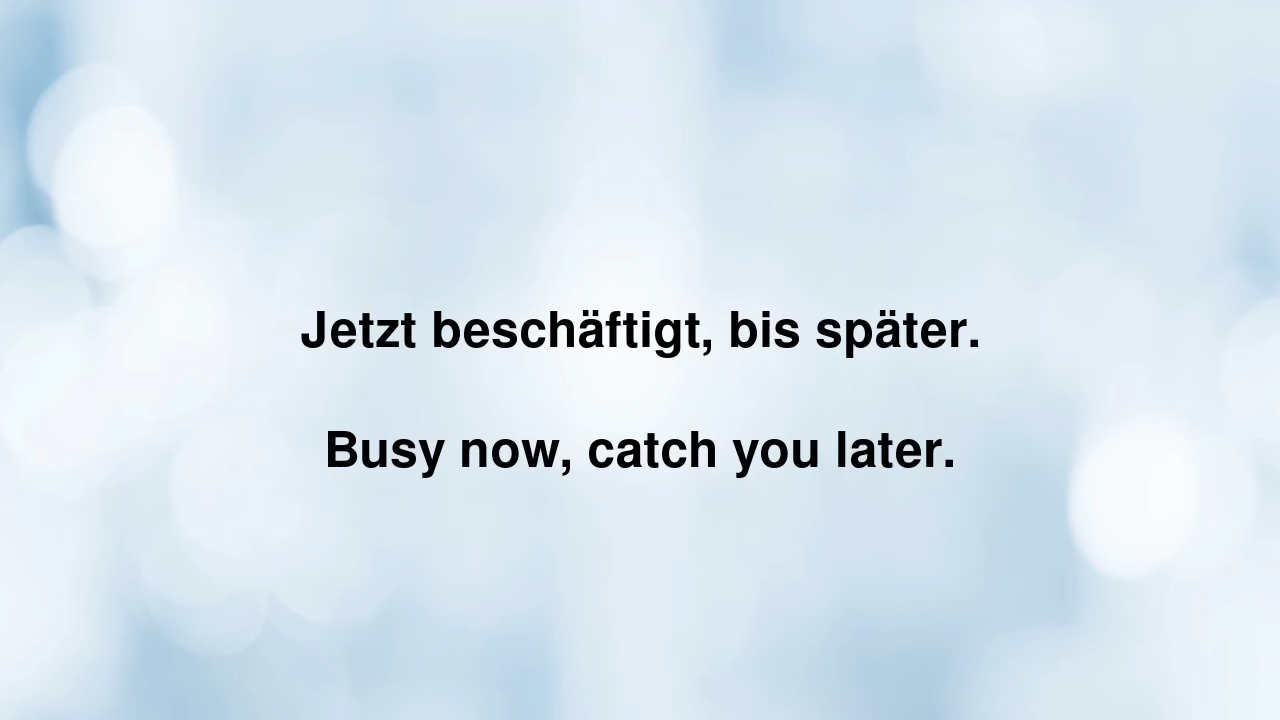 Jetzt beschäftigt, bis später.
Busy now, catch you later.